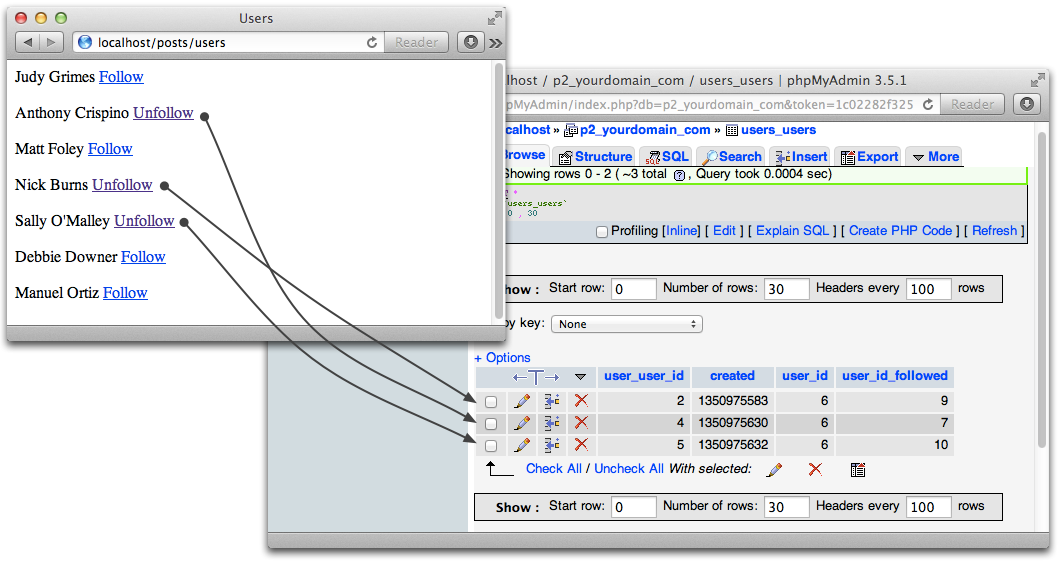 Users
localhost/posts/users
Reader
Judy Grimes Follow
Anthony Crispino Unfollow
Matt Foley Follow
Nick Burns Unfollow
Sally O'Malley Unfollow
Debbie Downer Follow
Manuel Ortiz Follow
lhost / p2_yourdomain_com / users_users | phpMyAdmin 3.5.1
pMyAdmin/index.php?db=p2_yourdomain_com&token=1c02282f325
Reader
calhost » p2_yourdomain_com » users_users
Browse Structure SQL Search Insert Export More
Showing rows 0 - 2 ( ~3 total , Query took 0.0004 sec)
*
users_users`
0 , 30
Profiling [Inline] [ Edit ] [ Explain SQL ] [ Create PHP Code ] [ Refresh ]
how : Start row: 0 Number of rows: 30 Headers every 100 rows
by key: None
+ Options
user_user_id created user_id user_id_followed
2 1350975583 6 9
4 1350975630 6 7
5 1350975632 6 10
Check All / Uncheck All With selected:
Show : Start row: 0 Number of rows: 30 Headers every 100 rows